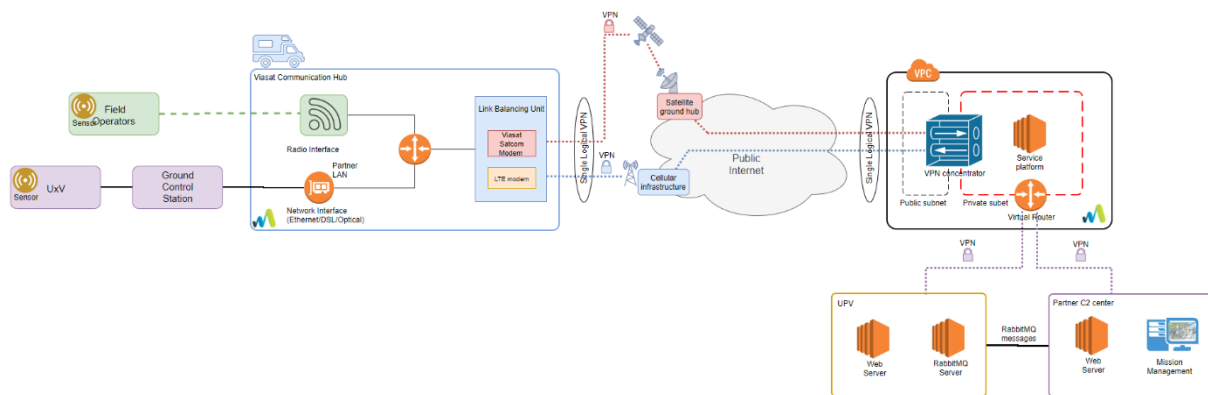 VPN
VPC
Viasat Communication Hub
Sensor
Field
Operators
Radio Interface
Link Balancing Unit
Viasat
Satcom
Modem
LTE modem
Single Logical VPN
VPN
Satellite
ground hub
Public
Internet
Cellular
infrastructure
Single Logical VPN
VPN concentrator
Service
platform
Public subnet
Private subet
Virtual Router
Sensor
UxV
Ground
Control
Station
Partner
LAN
Network Interface
(Ethernet/DSL/Optical)
VPN
VPN
UPV
Web
Server
RabbitMQ
Server
RabbitMQ
messages
Partner C2 center
Web
Server
Mission
Management